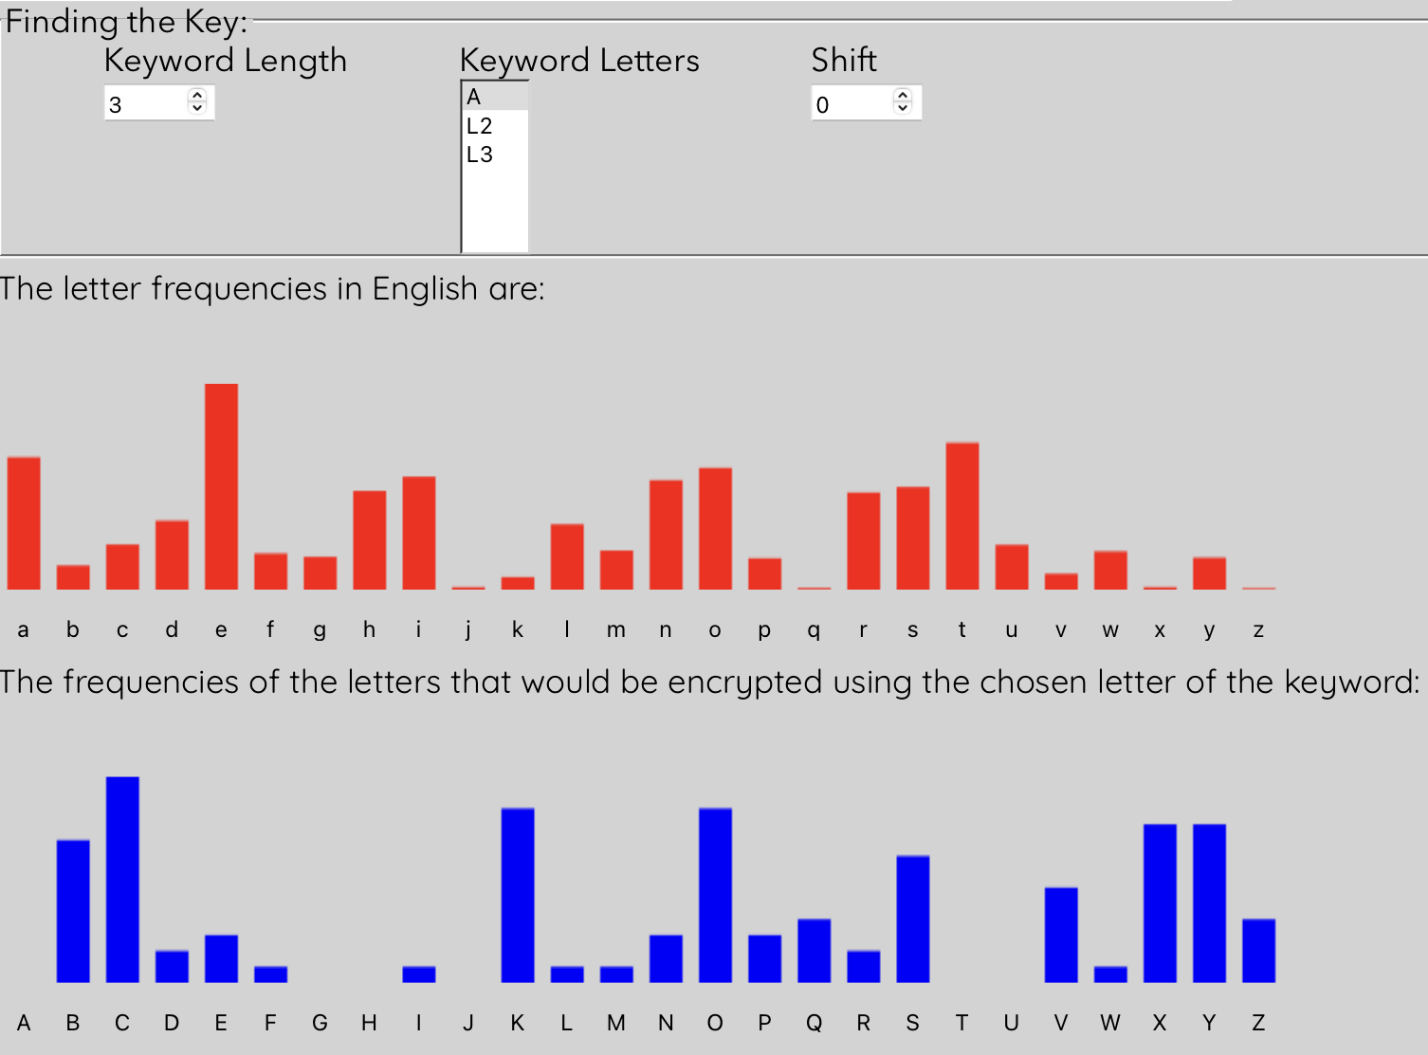 Finding the Key:
Keyword Length Keyword Letters Shift
3 A 0
L2
L3
The letter frequencies in English are:
a b c d e f g h i j k l m n o p q r s t u v w x y z
The frequencies of the letters that would be encrypted using the chosen letter of the keyword:
A B C D E F G H I J K L M N O P Q R S T U V W X Y Z